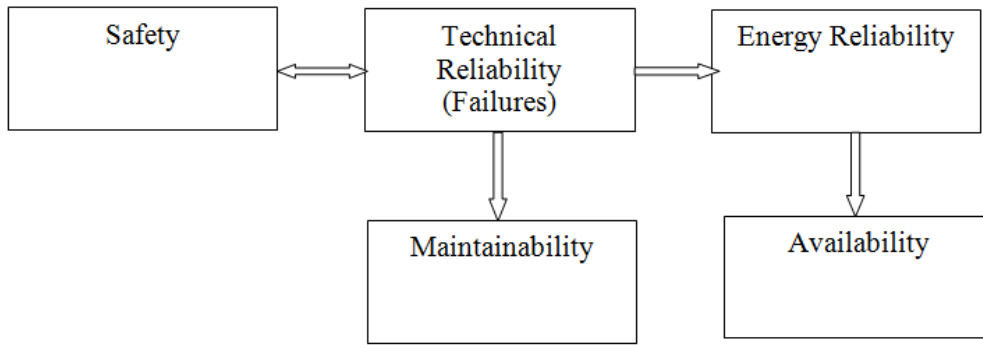 Safety
Technical
Reliability
(Failures)
Energy Reliability
Maintainability
Availability